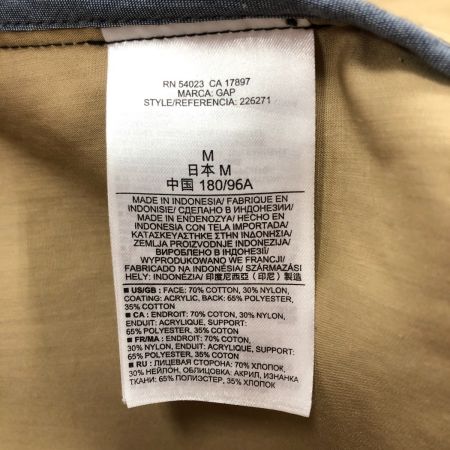 RN 54023 CA 17897
MARCA: GAP
STYLE/REFERENCIA: 226271
M
日本 M
中国 180/96A
MADE IN INDONESIA/ FABRIQUE EN
INDONISIE/ СДЕЛАНО В ИНДОНЕЗИИ/
MADE IN ENDENOZYA/ HECHO EN
INDONESIA CON TELA IMPORTADA/
ΚΑΤΑΣΚΕΥΑΣΤΗΚΕ ΣΤΗΝ ΙΝΔΟΝΗΣΙΑ/
ZEMLJA PROIZVODNJE INDONEZIJA/
ВИРОБЛЕНО В ІНДОНЕЗІЇ/
WYPRODUKOWANO WE FRANCJI/
FABRICADO NA INDONÉSIA/ SZÁRMAZÁSI
HELY: INDONÉZIA/ 印度尼西亚 (印尼) 製造
■ US/GB : FACE: 70% COTTON, 30% NYLON,
COATING: ACRYLIC, BACK: 65% POLYESTER,
35% COTTON
■ CA : ENDROIT: 70% COTON, 30% NYLON,
ENDUIT: ACRYLIQUE, SUPPORT:
65% POLYESTER, 35% COTON
■ FR/MA : ENDROIT: 70% COTON,
30% NYLON, ENDUIT: ACRYLIQUE, SUPPORT:
65% POLYESTER, 35% COTON
■ RU : ЛИЦЕВАЯ СТОРОНА: 70% ХЛОПОК,
30% НЕЙЛОН, ОБЛИЦОВКА: АКРИЛ, ИЗНАНКА
ТКАНИ: 65% ПОЛИЭСТЕР, 35% ХЛОПОК